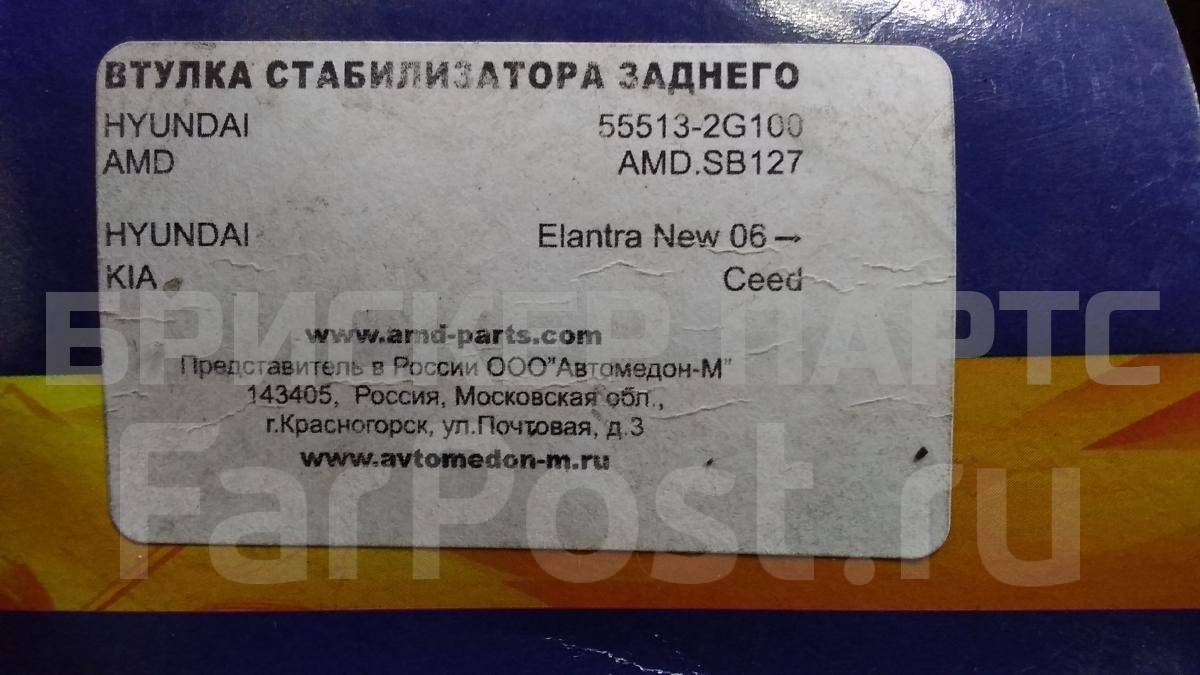 ВТУЛКА СТАБИЛИЗАТОРА ЗАДНЕГО
HYUNDAI 55513-2G100
AMD AMD.SB127
HYUNDAI Elantra New 06→
KIA Ceed
БРИСКЕР ПАРТС
www.amd-parts.com
Представитель в России ООО"Автомедон-М"
143405, Россия, Московская обл.,
г.Красногорск, ул.Почтовая, д.3
www.avtomedon-m.ru
FarPost.ru